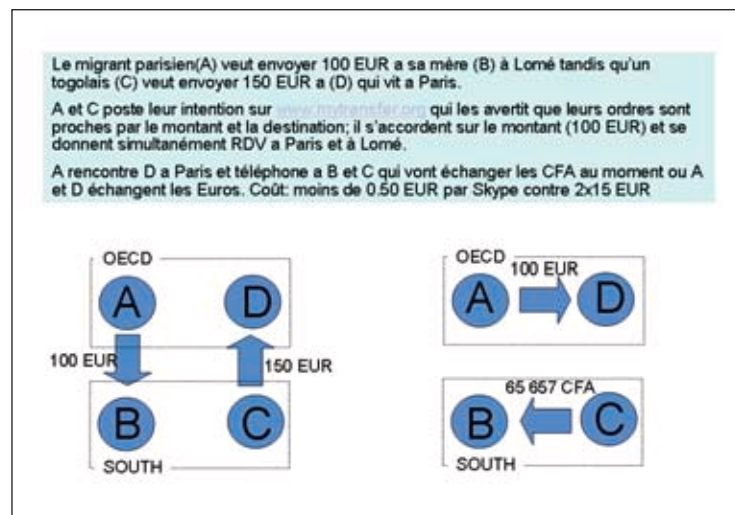 Le migrant parisien(A) veut envoyer 100 EUR a sa mère (B) à Lomé tandis qu'un
togolais (C) veut envoyer 150 EUR a (D) qui vit a Paris.
A et C poste leur intention sur www.mytransfer.org qui les avertit que leurs ordres sont
proches par le montant et la destination; il s'accordent sur le montant (100 EUR) et se
donnent simultanément RDV a Paris et à Lomé.
A rencontre D a Paris et téléphone a B et C qui vont échanger les CFA au moment ou A
et D échangent les Euros. Coût: moins de 0.50 EUR par Skype contre 2x15 EUR
OECD
A
D
100 EUR
150 EUR
B
C
SOUTH
OECD
100 EUR
A
D
65 657 CFA
B
C
SOUTH